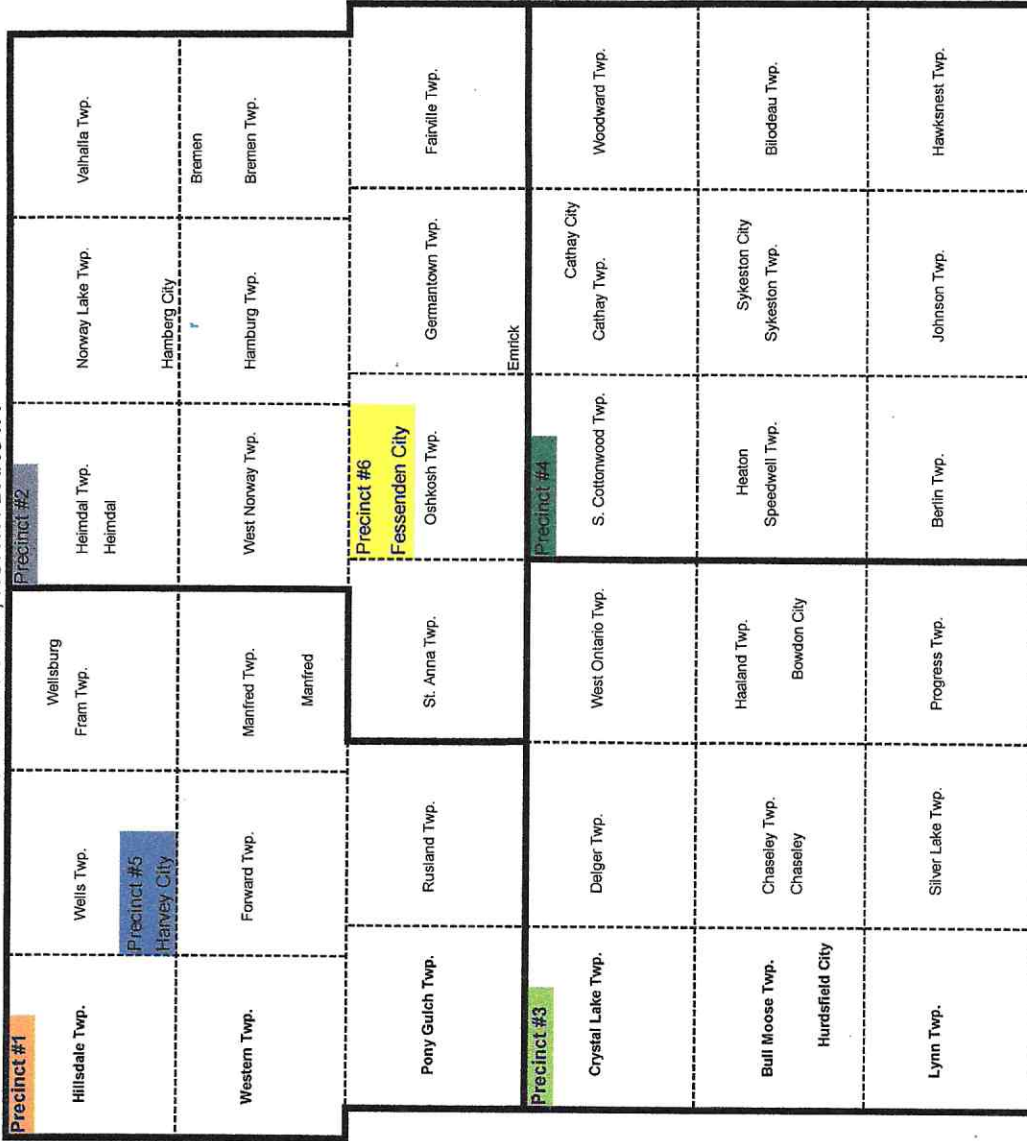 Precinct #1
Hillsdale Twp.
Wells Twp.
Precinct #5
Harvey City
Wellsburg
Fram Twp.
Precinct #2
Heimdal Twp.
Heimdal
Norway Lake Twp.
Hamberg City
Valhalla Twp.
Western Twp.
Forward Twp.
Manfred Twp.
Manfred
West Norway Twp.
r
Hamburg Twp.
Bremen
Bremen Twp.
Pony Gulch Twp.
Rusland Twp.
St. Anna Twp.
Precinct #6
Fessenden City
Oshkosh Twp.
Germantown Twp.
Emrick
Fairville Twp.
Precinct #3
Crystal Lake Twp.
Delger Twp.
West Ontario Twp.
Precinct #4
S. Cottonwood Twp.
Cathay City
Cathay Twp.
Woodward Twp.
Bull Moose Twp.
Hurdsfield City
Chaseley Twp.
Chaseley
Haaland Twp.
Bowdon City
Heaton
Speedwell Twp.
Sykeston City
Sykeston Twp.
Bilodeau Twp.
Lynn Twp.
Silver Lake Twp.
Progress Twp.
Berlin Twp.
Johnson Twp.
Hawksnest Twp.